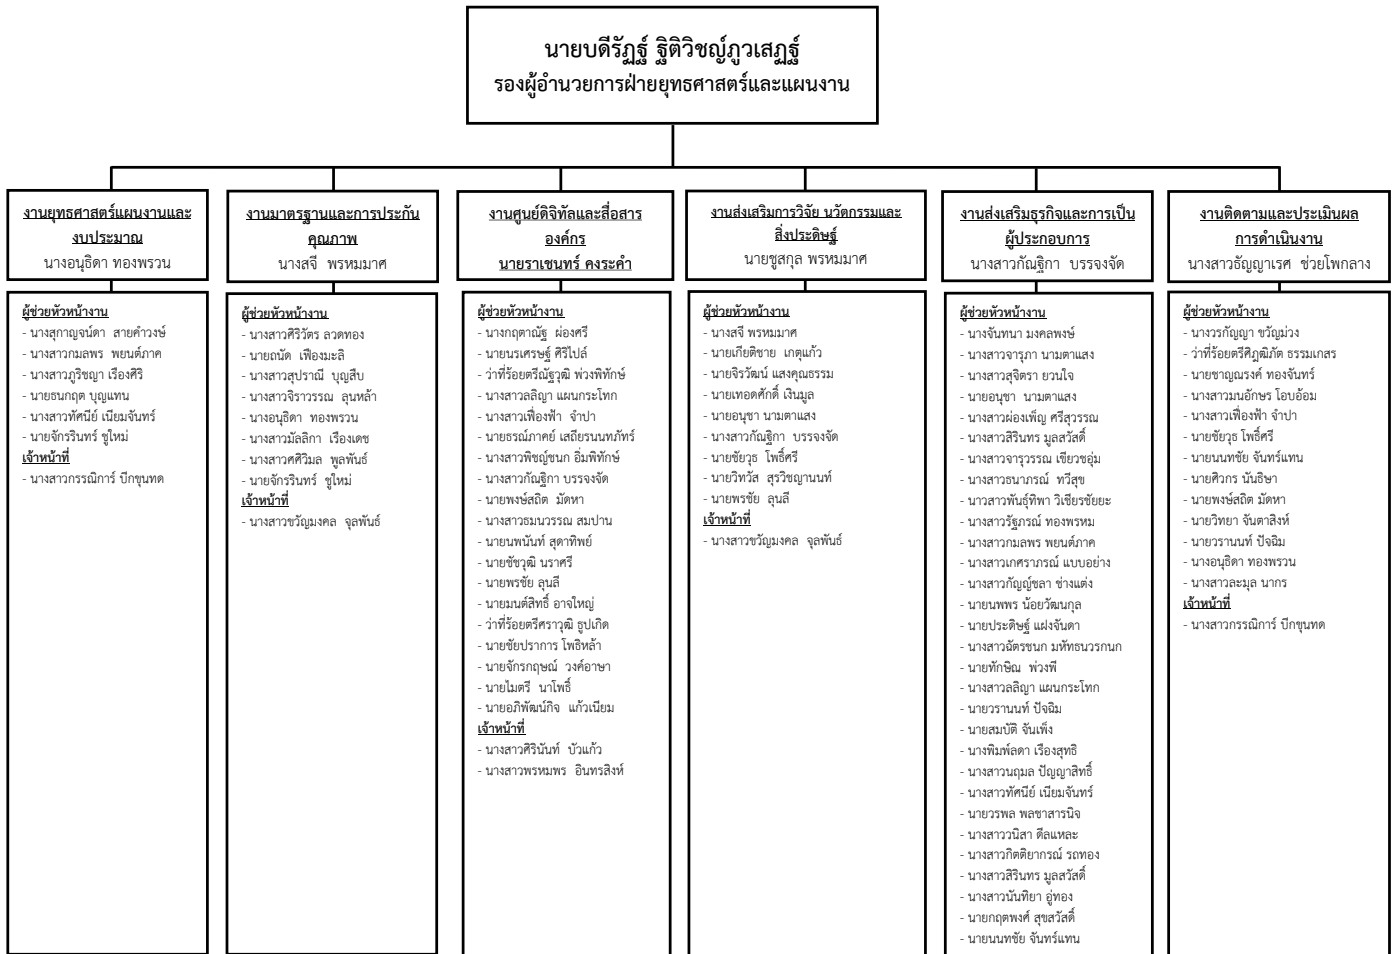 นายบดีรัฏฐ์ ฐิติวิชญ์ภูวเสฏฐ์
รองผู้อำนวยการฝ่ายยุทธศาสตร์และแผนงาน
งานยุทธศาสตร์แผนงานและ
งบประมาณ
นางอนุธิดา ทองพรวน
ผู้ช่วยหัวหน้างาน
- นางสุกาญจน์ดา สายคำวงษ์
- นางสาวกมลพร พยนต์ภาค
- นางสาวภูริชญา เรืองศิริ
- นายธนกฤต บุญแทน
- นางสาวทัศนีย์ เนียมจันทร์
- นายจักรรินทร์ ชูใหม่
เจ้าหน้าที่
- นางสาวกรรณิการ์ บีกขุนทด
งานมาตรฐานและการประกัน
คุณภาพ
นางสจี พรหมมาศ
ผู้ช่วยหัวหน้างาน
- นางสาวศิริวัตร ลวดทอง
- นายถนัด เฟื่องมะลิ
- นางสาวสุปราณี บุญสืบ
- นางสาวจิราวรรณ ลุนหล้า
- นางอนุธิดา ทองพรวน
- นางสาวมัลลิกา เรืองเดช
- นางสาวศศิวิมล พูลพันธ์
- นายจักรรินทร์ ชูใหม่
เจ้าหน้าที่
- นางสาวขวัญมงคล จุลพันธ์
งานศูนย์ดิจิทัลและสื่อสาร
องค์กร
นายราเชนทร์ คงระคำ
ผู้ช่วยหัวหน้างาน
- นางกฤตาณัฐ ผ่องศรี
- นายนรเศรษฐ์ ศิริไปล์
- ว่าที่ร้อยตรีณัฐวุฒิ พ่วงพิทักษ์
- นางสาวลลิญา แผนกระโทก
- นางสาวเฟื่องฟ้า จำปา
- นายธรณ์ภาคย์ เสถียรนนทภัทร์
- นางสาวพิชญ์ชนก อิ่มพิทักษ์
- นางสาวกัณฐิกา บรรจงจัด
- นายพงษ์สถิต มัดหา
- นางสาวธมนวรรณ สมปาน
- นายนพนันท์ สุดาทิพย์
- นายชัชวุฒิ นราศรี
- นายพรชัย ลุนลี
- นายมนต์สิทธิ์ อาจใหญ่
- ว่าที่ร้อยตรีศราวุฒิ ธูปเกิด
- นายชัยปราการ โพธิหล้า
- นายจักรกฤษณ์ วงศ์อาษา
- นายไมตรี นาโพธิ์
- นายอภิพัฒน์กิจ แก้วเนียม
เจ้าหน้าที่
- นางสาวศิรินันท์ บัวแก้ว
- นางสาวพรหมพร อินทรสิงห์
งานส่งเสริมการวิจัย นวัตกรรมและ
สิ่งประดิษฐ์
นายชูสกุล พรหมมาศ
ผู้ช่วยหัวหน้างาน
- นางสจี พรหมมาศ
- นายเกียติชาย เกตุแก้ว
- นายจิรวัฒน์ แสงคุณธรรม
- นายเทอดศักดิ์ เงินมูล
- นายอนุชา นามตาแสง
- นางสาวกัณฐิกา บรรจงจัด
- นายชัยวุธ โพธิ์ศรี
- นายวิทวัส สุรวิชญานนท์
- นายพรชัย ลุนลี
เจ้าหน้าที่
- นางสาวขวัญมงคล จุลพันธ์
งานส่งเสริมธุรกิจและการเป็น
ผู้ประกอบการ
นางสาวกัณฐิกา บรรจงจัด
ผู้ช่วยหัวหน้างาน
- นางจันทนา มงคลพงษ์
- นางสาวจารุภา นามตาแสง
- นางสาวสุจิตรา ยวนใจ
- นายอนุชา นามตาแสง
- นางสาวผ่องเพ็ญ ศรีสุวรรณ
- นางสาวสิรินทร มูลสวัสดิ์
- นางสาวจารุวรรณ เขียวชอุ่ม
- นางสาวธนาภรณ์ ทวีสุข
- นาวสาวพันธุ์ทิพา วิเชียรชัยยะ
- นางสาวรัฐภรณ์ ทองพรหม
- นางสาวกมลพร พยนต์ภาค
- นางสาวเกศราภรณ์ แบบอย่าง
- นางสาวกัญญ์ชลา ช่างแต่ง
- นายนพพร น้อยวัฒนกุล
- นายประดิษฐ์ แฝงจันดา
- นางสาวฉัตรชนก มหัทธนวรกนก
- นายทักษิณ พ่วงพี
- นางสาวลลิญา แผนกระโทก
- นายวรานนท์ ปัจฉิม
- นายสมบัติ จันเพ็ง
- นางพิมพ์ลดา เรืองสุทธิ
- นางสาวนฤมล ปัญญาสิทธิ์
- นางสาวทัศนีย์ เนียมจันทร์
- นายวรพล พลชาสารนิจ
- นางสาววนิสา ดีลแหละ
- นางสาวกิตติยากรณ์ รถทอง
- นางสาวสิรินทร มูลสวัสดิ์
- นางสาวนันทิยา อู่ทอง
- นายกฤตพงศ์ สุขสวัสดิ์
- นายนนทชัย จันทร์แทน
งานติดตามและประเมินผล
การดำเนินงาน
นางสาวธัญญาเรศ ช่วยโพกลาง
ผู้ช่วยหัวหน้างาน
- นางวรกัญญา ขวัญม่วง
- ว่าที่ร้อยตรีศิฎฒิภัต ธรรมเกสร
- นายชาญณรงค์ ทองจันทร์
- นางสาวมนอักษร โอบอ้อม
- นางสาวเฟื่องฟ้า จำปา
- นายชัยวุธ โพธิ์ศรี
- นายนนทชัย จันทร์แทน
- นายศิวกร นันธิษา
- นายพงษ์สถิต มัดหา
- นายวิทยา จันตาสิงห์
- นายวรานนท์ ปัจฉิม
- นางอนุธิดา ทองพรวน
- นางสาวละมุล นากร
เจ้าหน้าที่
- นางสาวกรรณิการ์ บีกขุนทด